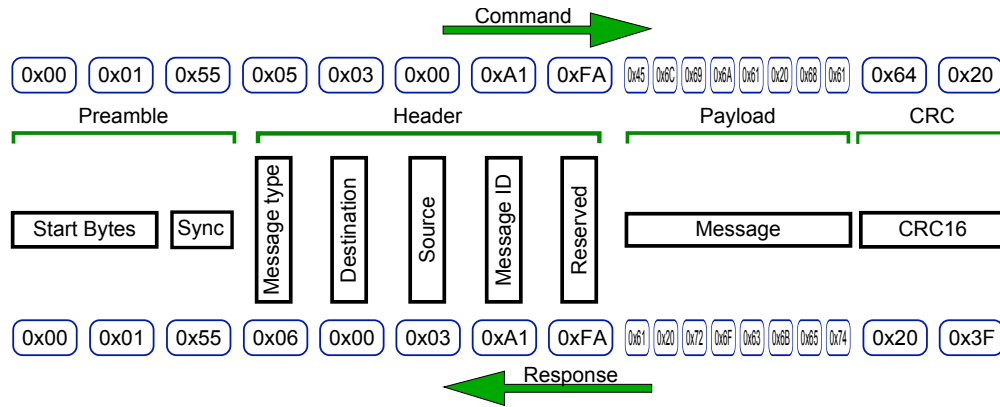 Command
0x00 0x01 0x55 0x05 0x03 0x00 0xA1 0xFA 0x45 0x6C 0x69 0x6A 0x61 0x20 0x68 0x61 0x64 0x20
Preamble Header Payload CRC
Start Bytes Sync Message type Destination Source Message ID Reserved Message CRC16
0x00 0x01 0x55 0x06 0x00 0x03 0xA1 0xFA 0x61 0x20 0x72 0x6F 0x63 0x6B 0x65 0x74 0x20 0x3F
Response